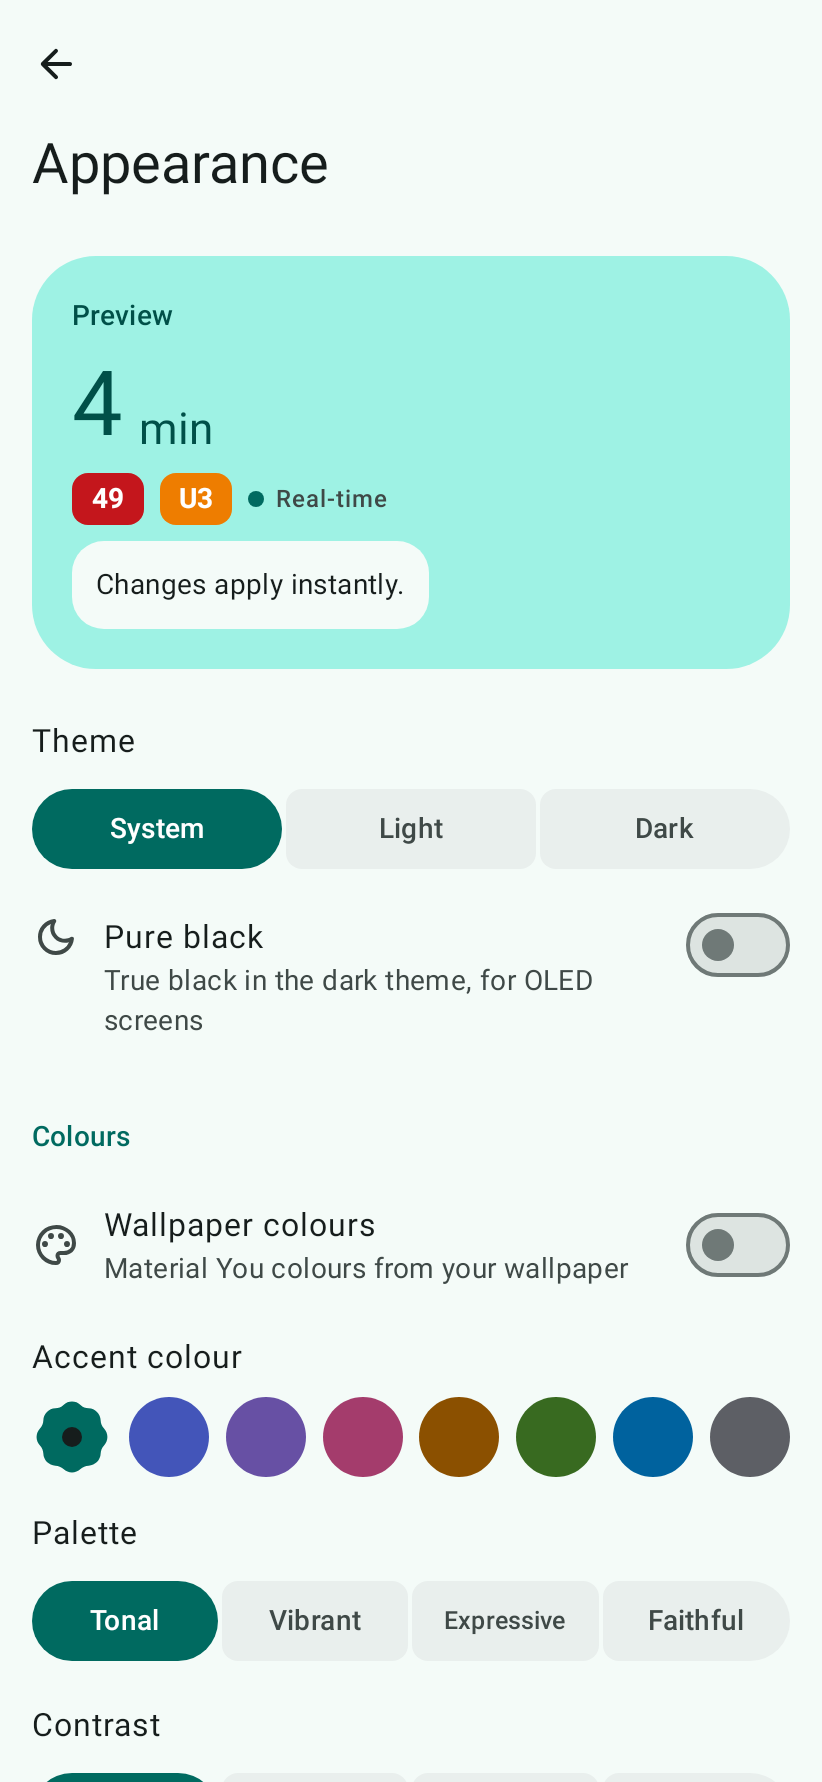 Appearance
Preview
4 min
49 U3 Real-time
Changes apply instantly.
Theme
System Light Dark
Pure black
True black in the dark theme, for OLED
screens
Colours
Wallpaper colours
Material You colours from your wallpaper
Accent colour
Palette
Tonal Vibrant Expressive Faithful
Contrast